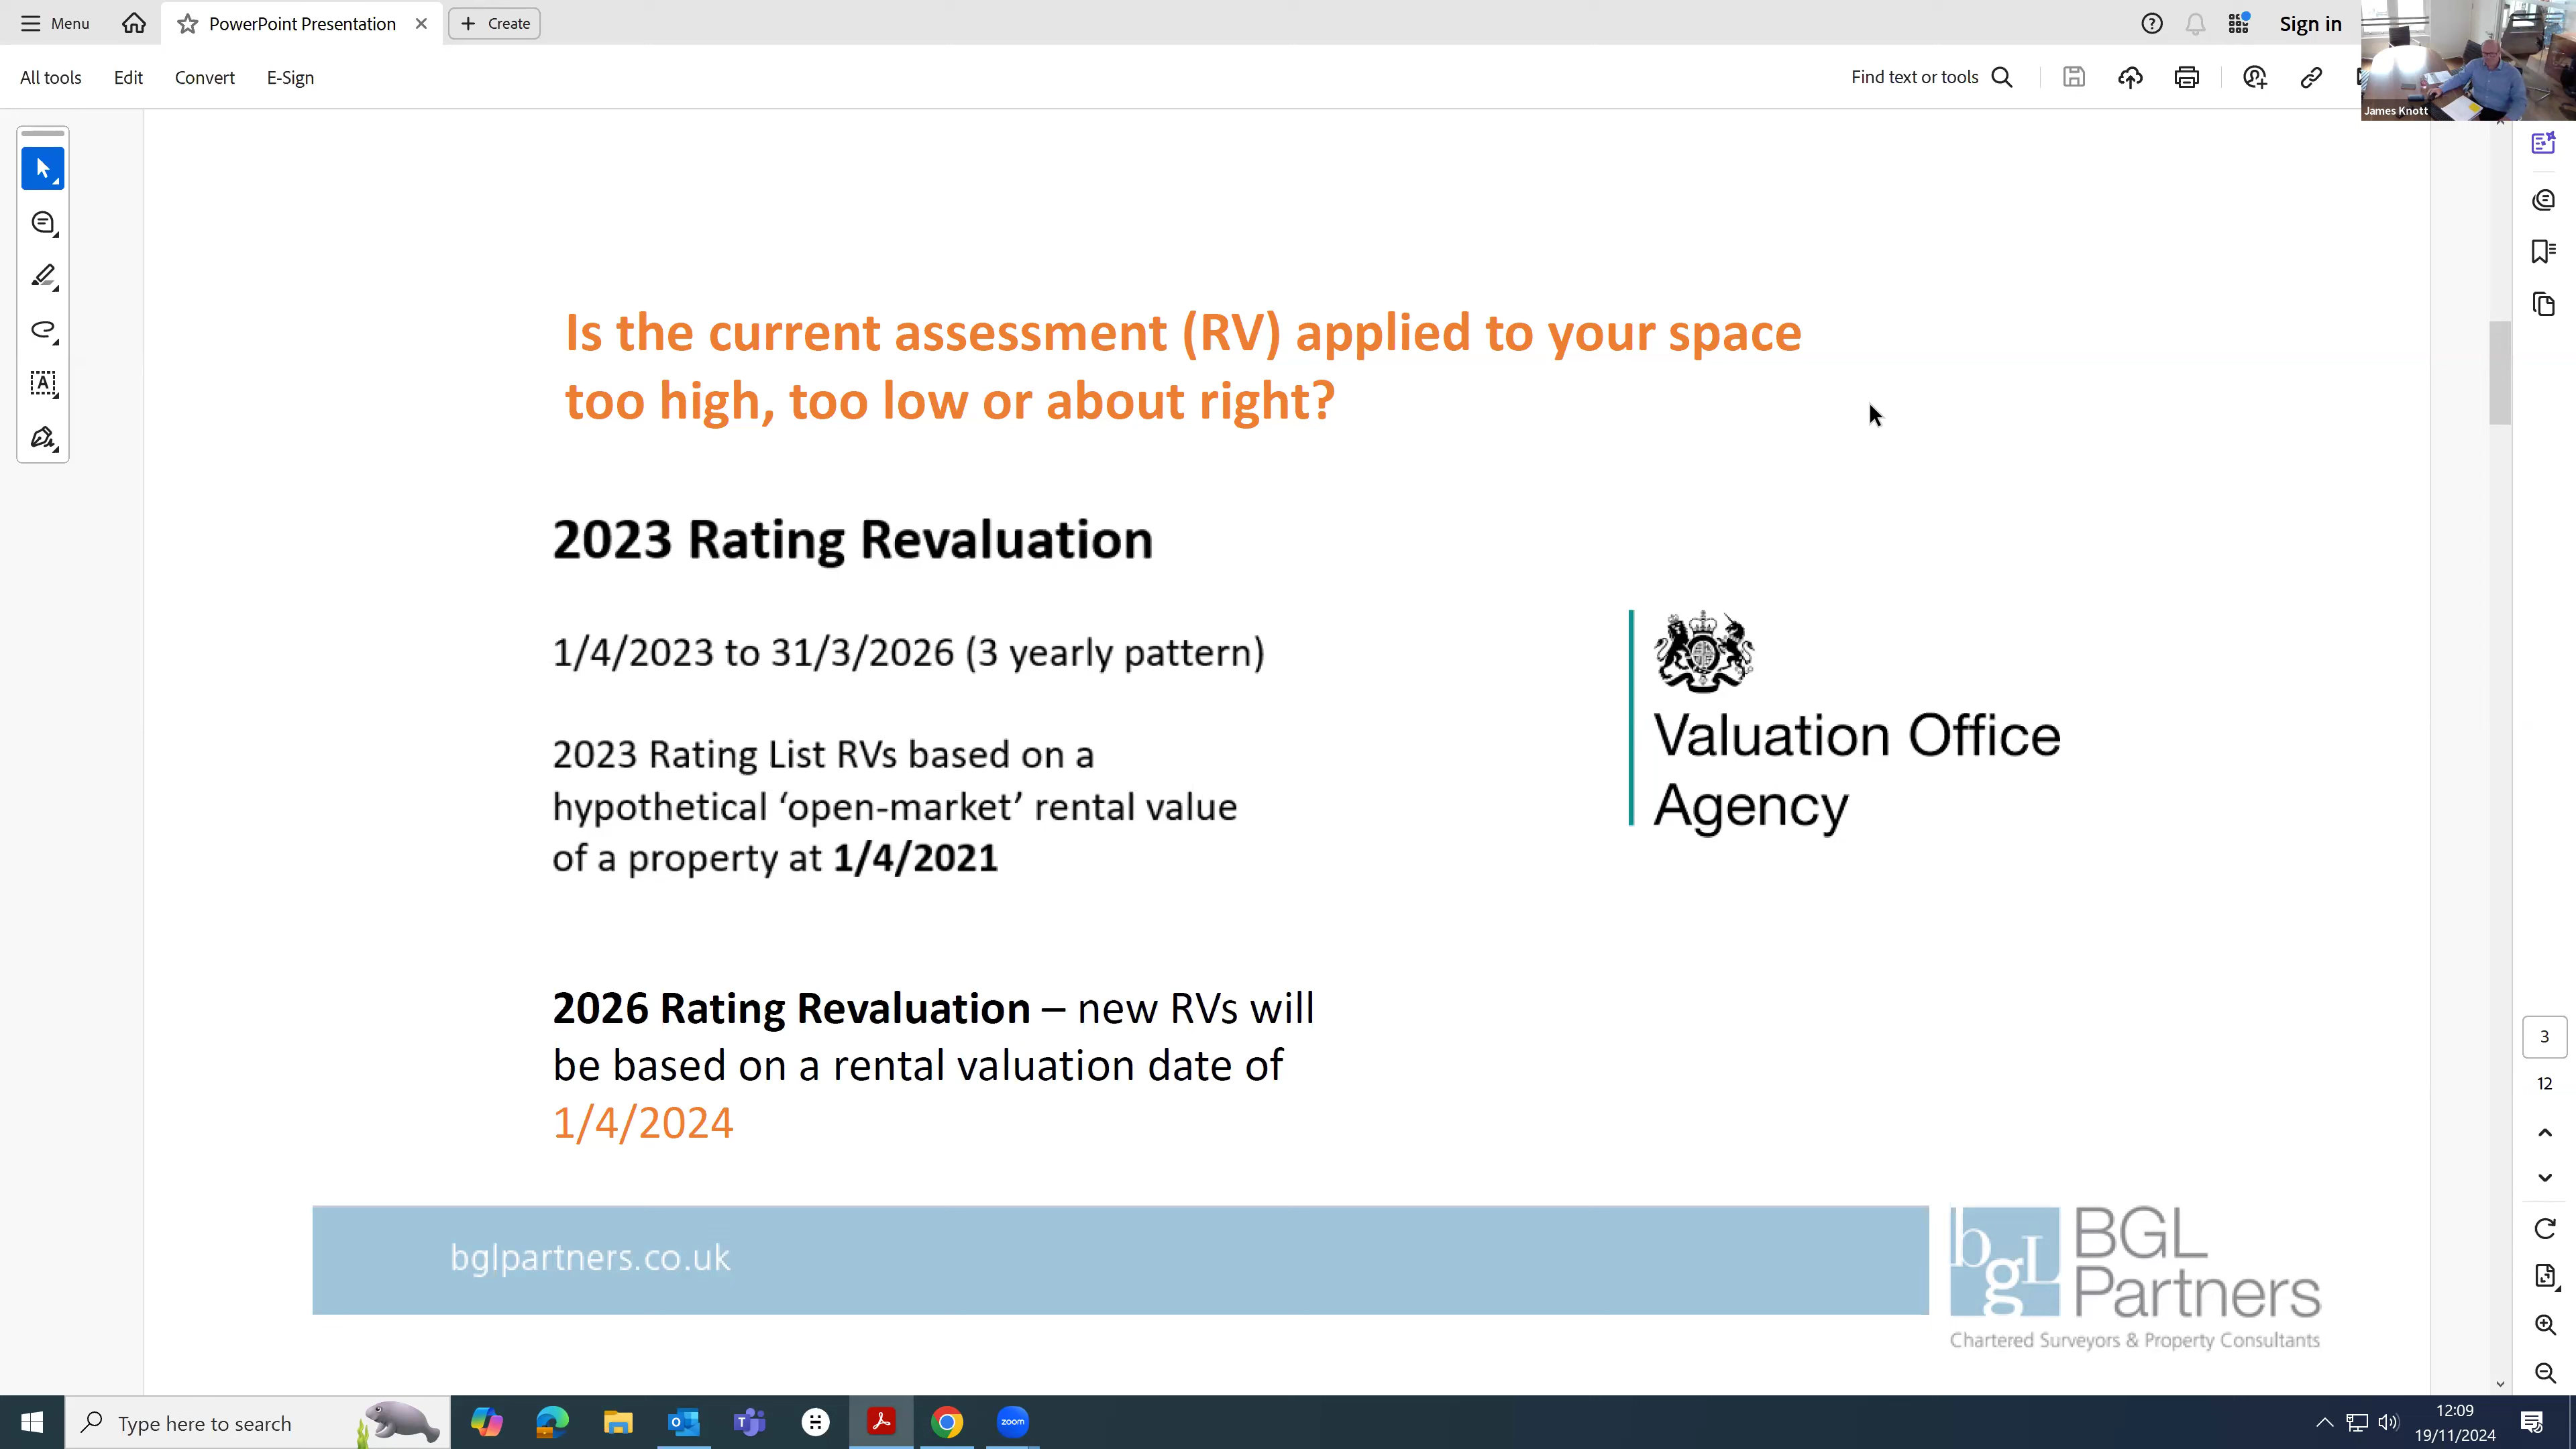 Menu
PowerPoint Presentation
Create
Sign in
All tools
Edit
Convert
E-Sign
Find text or tools
James Knott
Is the current assessment (RV) applied to your space
too high, too low or about right?
2023 Rating Revaluation
1/4/2023 to 31/3/2026 (3 yearly pattern)
2023 Rating List RVs based on a
hypothetical ‘open-market’ rental value
of a property at 1/4/2021
Valuation Office
Agency
2026 Rating Revaluation – new RVs will
be based on a rental valuation date of
1/4/2024
3
12
bglpartners.co.uk
bgL
BGL
Partners
Chartered Surveyors & Property Consultants
Type here to search
zoom
12:09
19/11/2024